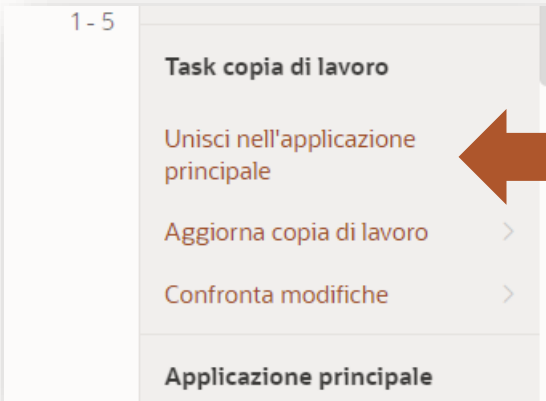 1 - 5
Task copia di lavoro
Unisci nell'applicazione
principale
Aggiorna copia di lavoro
Confronta modifiche
Applicazione principale